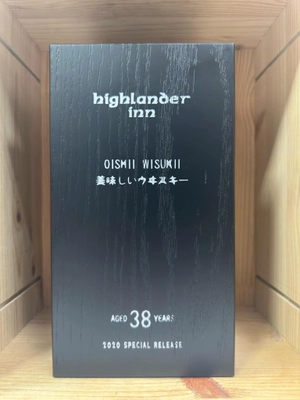 highlander
inn
OISHII WISUKII
美味しいウヰスキー
AGED 38 YEARS
2020 SPECIAL RELEASE